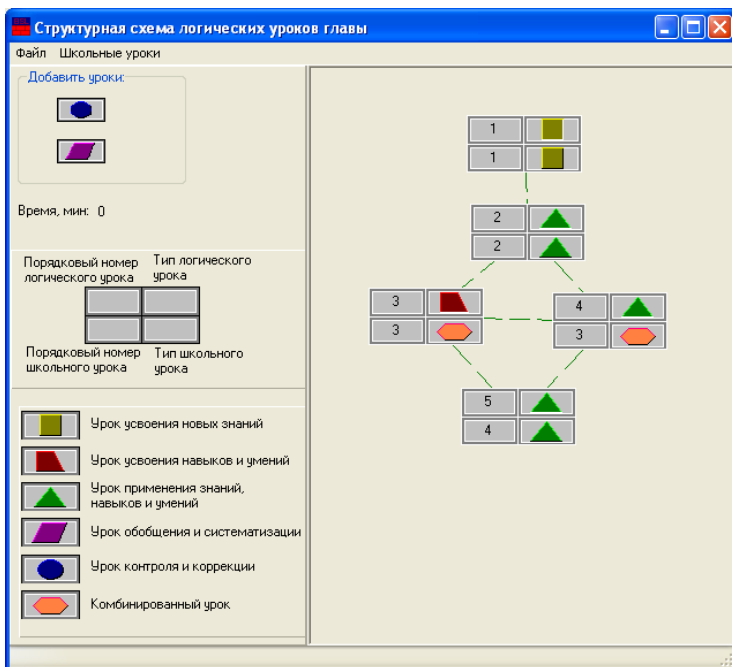 Структурная схема логических уроков главы
Файл Школьные уроки
Добавить уроки:
Время, мин: 0
Порядковый номер
логического урока
Тип логического
урока
Порядковый номер
школьного урока
Тип школьного
урока
Урок усвоения новых знаний
Урок усвоения навыков и умений
Урок применения знаний,
навыков и умений
Урок обобщения и систематизации
Урок контроля и коррекции
Комбинированный урок
1
1
2
2
3
3
4
3
5
4